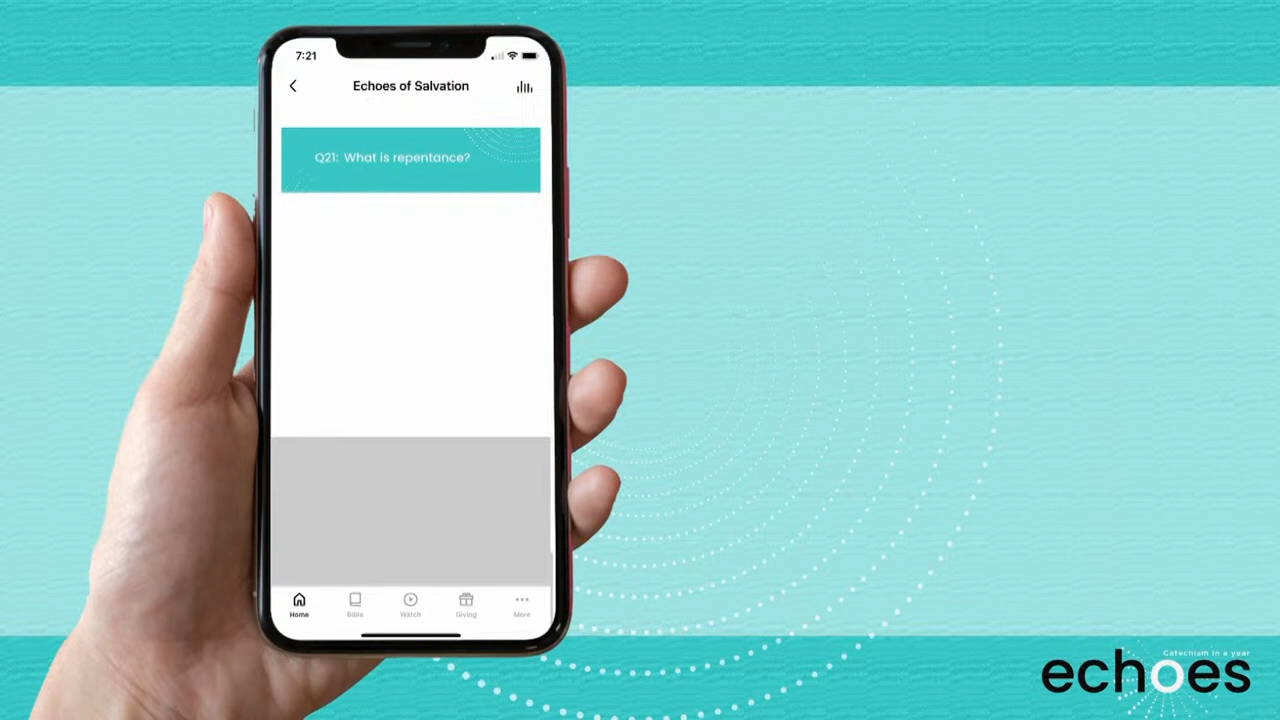 7:21
Echoes of Salvation
Q21: What is repentance?
Home Bible Watch Giving More
Catechism in a year
echoes